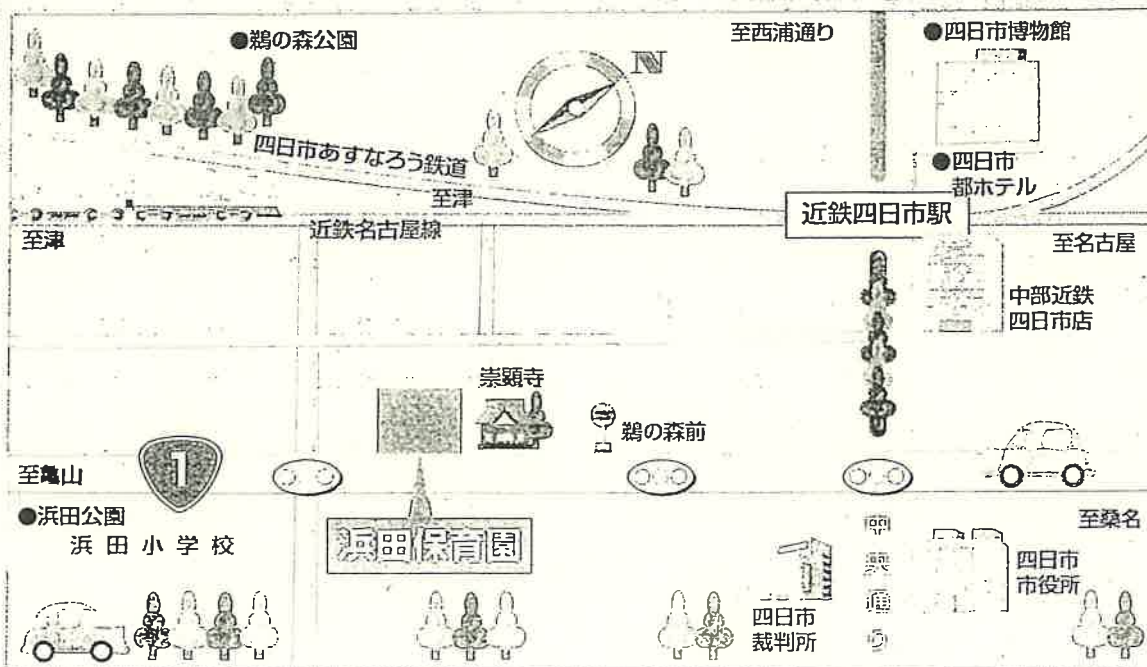 ●鵜の森公園
至西浦通り
●四日市博物館
N
四日市あすなろう鉄道
●四日市
都ホテル
至津
近鉄四日市駅
至津
近鉄名古屋線
至名古屋
中部近鉄
四日市店
崇顕寺
鵜の森前
至亀山
1
●浜田公園
浜田小学校
浜田保育園
至桑名
四日市
裁判所
四日市
市役所